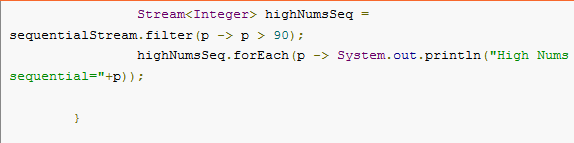 Stream<Integer> highNumsSeq =
sequentialStream.filter(p -> p > 90);
highNumsSeq.forEach(p -> System.out.println("High Nums
sequential="+p));
}